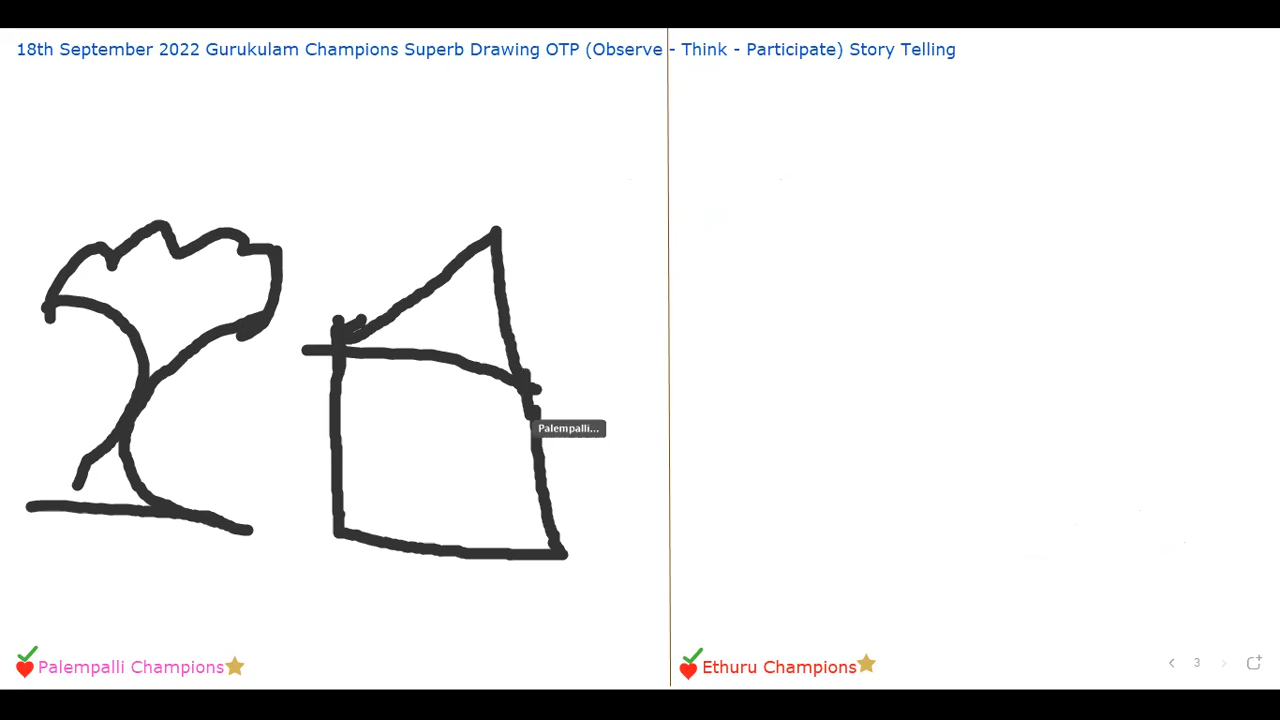 18th September 2022 Gurukulam Champions Superb Drawing OTP (Observe - Think - Participate) Story Telling
Palempalli...
Palempalli Champions
Ethuru Champions
3